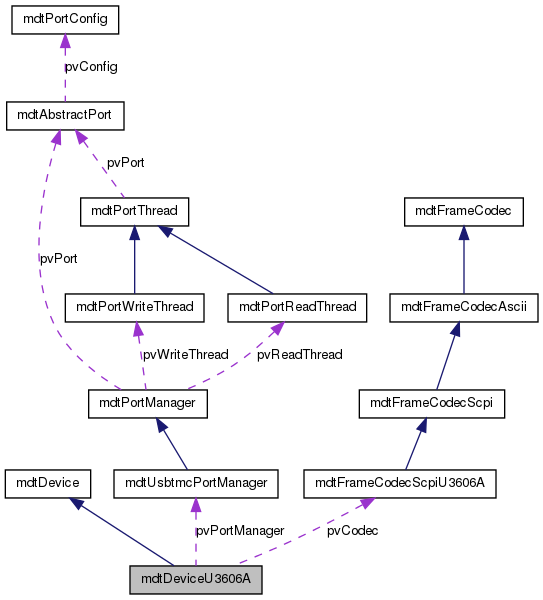 mdtPortConfig
pvConfig
mdtAbstractPort
pvPort
mdtPortThread
mdtFrameCodec
pvPort
mdtPortWriteThread
mdtPortReadThread
mdtFrameCodecAscii
pvWriteThread
pvReadThread
mdtPortManager
mdtFrameCodecScpi
mdtDevice
mdtUsbtmcPortManager
mdtFrameCodecScpiU3606A
pvPortManager
pvCodec
mdtDeviceU3606A